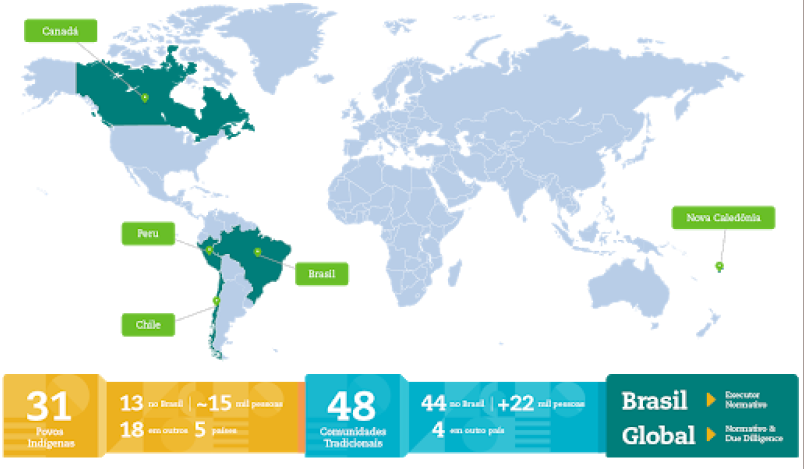 Canadá
Nova Caledônia
Peru
Brasil
Chile
31
Povos
Indígenas
13 no Brasil | ~15 mil pessoas
18 em outros 5 países
48
Comunidades
Tradicionais
44 no Brasil | +22 mil pessoas
4 em outro país
Brasil
Executor
Normativo
Global
Normativo &
Due Dilligence